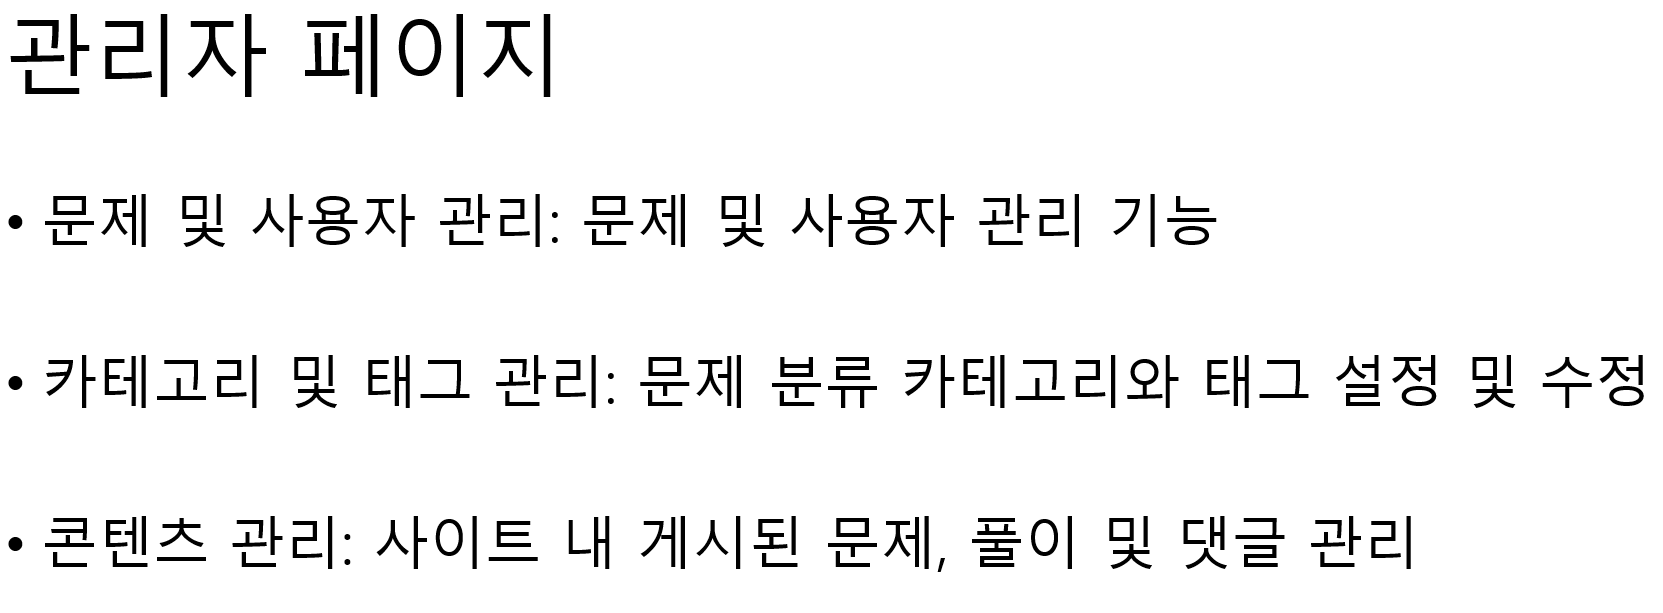 관리자 페이지
• 문제 및 사용자 관리: 문제 및 사용자 관리 기능
• 카테고리 및 태그 관리: 문제 분류 카테고리와 태그 설정 및 수정
• 콘텐츠 관리: 사이트 내 게시된 문제, 풀이 및 댓글 관리